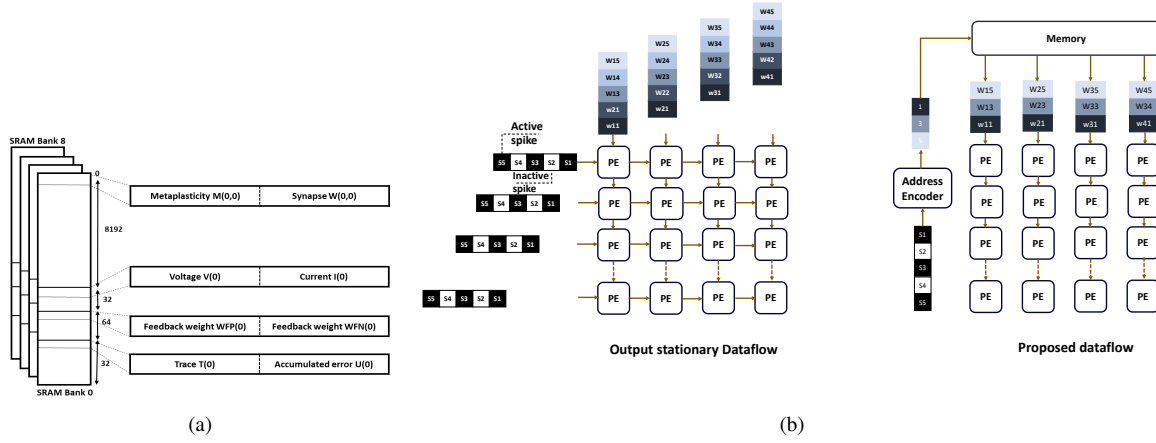 SRAM Bank 8
0
8192
32
64
32
SRAM Bank 0
Metaplasticity M(0,0) Synapse W(0,0)
Voltage V(0) Current I(0)
Feedback weight WFP(0) Feedback weight WFN(0)
Trace T(0) Accumulated error U(0)
(a)
W15
W14
W13
w21
w11
W25
W24
W23
W22
w21
W35
W34
W33
W32
w31
W45
W44
W43
W42
w41
Active
spike
Inactive
spike
S5 S4 S3 S2 S1
S5 S4 S3 S2 S1
S5 S4 S3 S2 S1
S5 S4 S3 S2 S1
PE PE PE PE
PE PE PE PE
PE PE PE PE
PE PE PE PE
Output stationary Dataflow
Memory
1
3
Address
Encoder
S1
S2
S3
S4
S5
W15 W25 W35 W45
W13 W23 W33 W34
w11 w21 w31 w41
PE PE PE PE
PE PE PE PE
PE PE PE PE
PE PE PE PE
Proposed dataflow
(b)